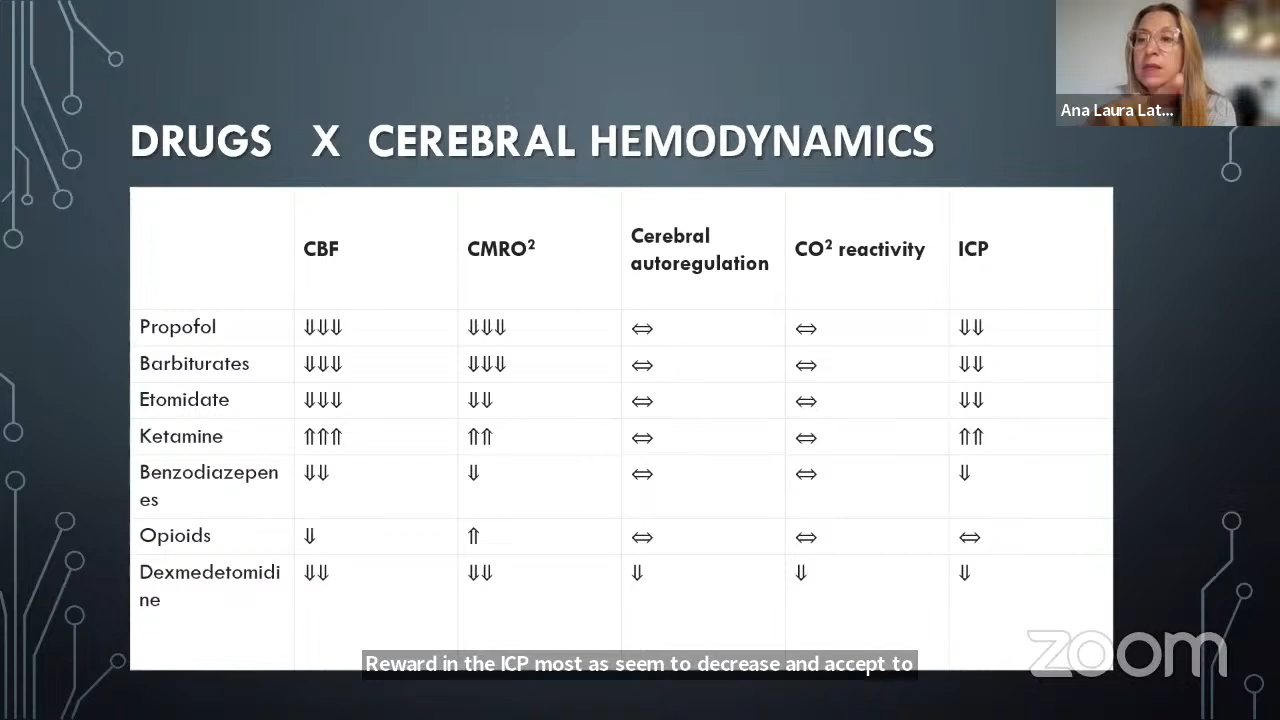 Ana Laura Lat...
DRUGS X CEREBRAL HEMODYNAMICS
CBF CMRO² Cerebral autoregulation CO² reactivity ICP
Propofol ⇓⇓⇓ ⇓⇓⇓ ⇔ ⇔ ⇓⇓
Barbiturates ⇓⇓⇓ ⇓⇓⇓ ⇔ ⇔ ⇓⇓
Etomidate ⇓⇓⇓ ⇓⇓ ⇔ ⇔ ⇓⇓
Ketamine ⇑⇑⇑ ⇑⇑ ⇔ ⇔ ⇑⇑
Benzodiazepen ⇓⇓ ⇓ ⇔ ⇔ ⇓
es
Opioids ⇓ ⇑ ⇔ ⇔ ⇔
Dexmedetomidi ⇓⇓ ⇓⇓ ⇓ ⇓ ⇓
ne
Reward in the ICP most as seem to decrease and accept to
zoom